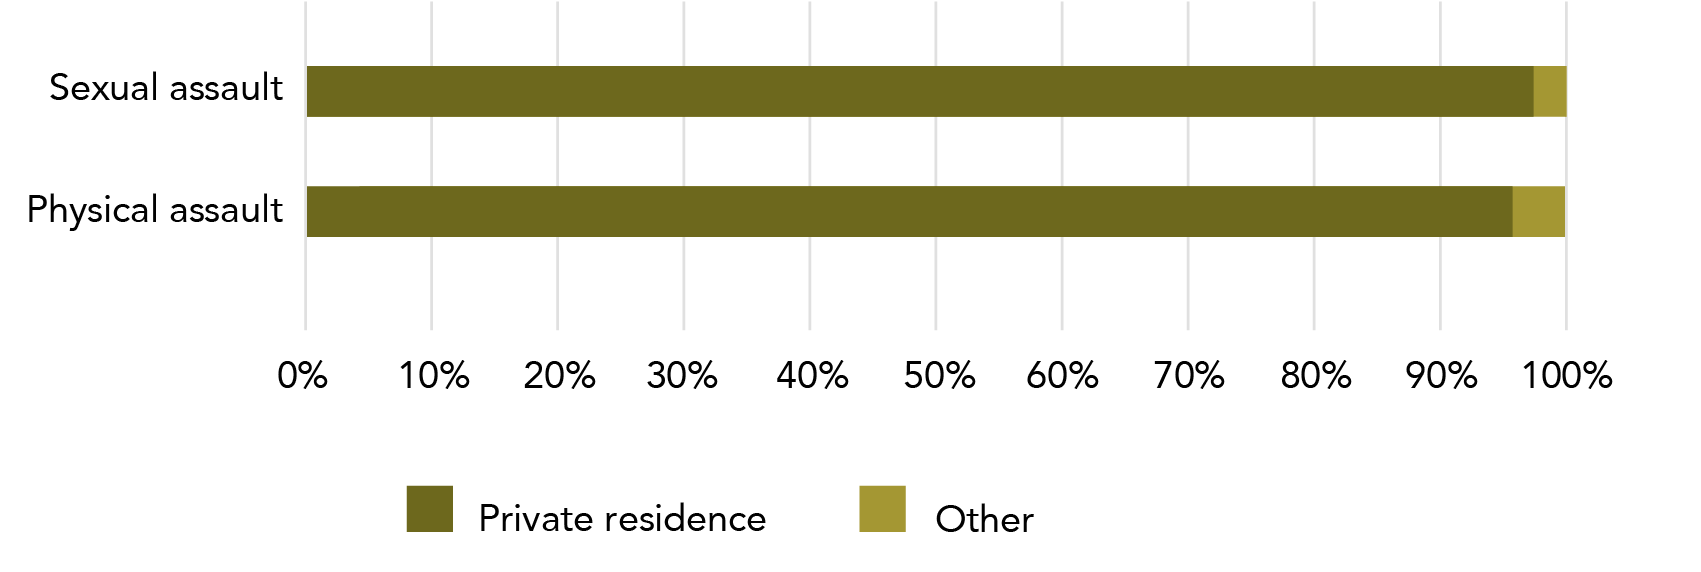 Sexual assault
Physical assault
0% 10% 20% 30% 40% 50% 60% 70% 80% 90% 100%
Private residence Other